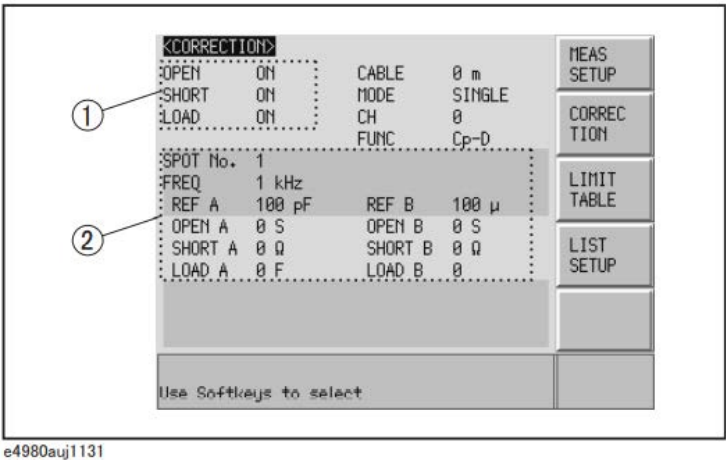 <CORRECTION>
OPEN ON CABLE 0 m
SHORT ON MODE SINGLE
LOAD ON CH 0
FUNC Cp-D
SPOT No. 1
FREQ 1 kHz
REF A 100 pF REF B 100 µ
OPEN A 0 S OPEN B 0 S
SHORT A 0 Ω SHORT B 0 Ω
LOAD A 0 F LOAD B 0
Use Softkeys to select
MEAS
SETUP
CORREC
TION
LIMIT
TABLE
LIST
SETUP
1
2
e4980auj1131